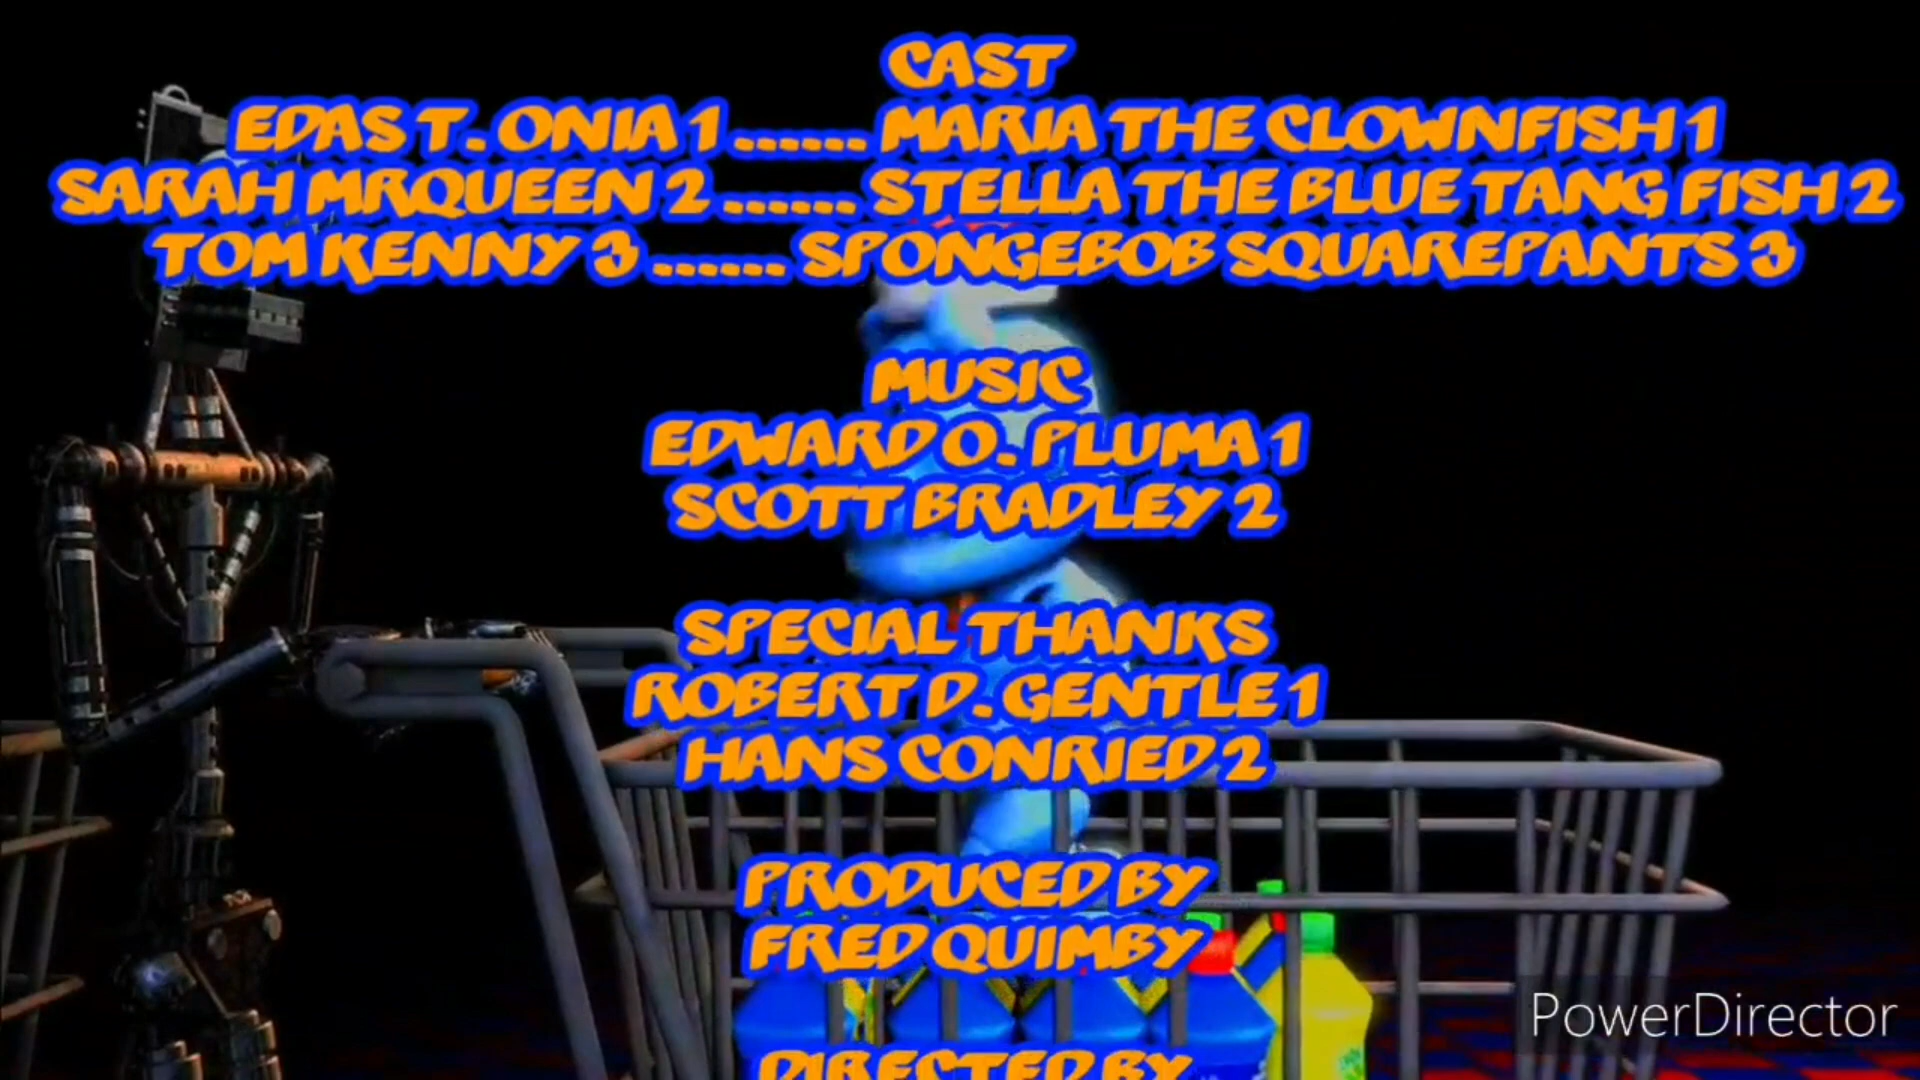 CAST
EDAS T. ONIA 1 ...... MARIA THE CLOWNFISH 1
SARAH MRQUEEN 2 ...... STELLA THE BLUE TANG FISH 2
TOM KENNY 3 ...... SPONGEBOB SQUAREPANTS 3
MUSIC
EDWARD O. PLUMA 1
SCOTT BRADLEY 2
SPECIAL THANKS
ROBERT D. GENTLE 1
HANS CONRIED 2
PRODUCED BY
FRED QUIMBY
DIRECTED BY
PowerDirector